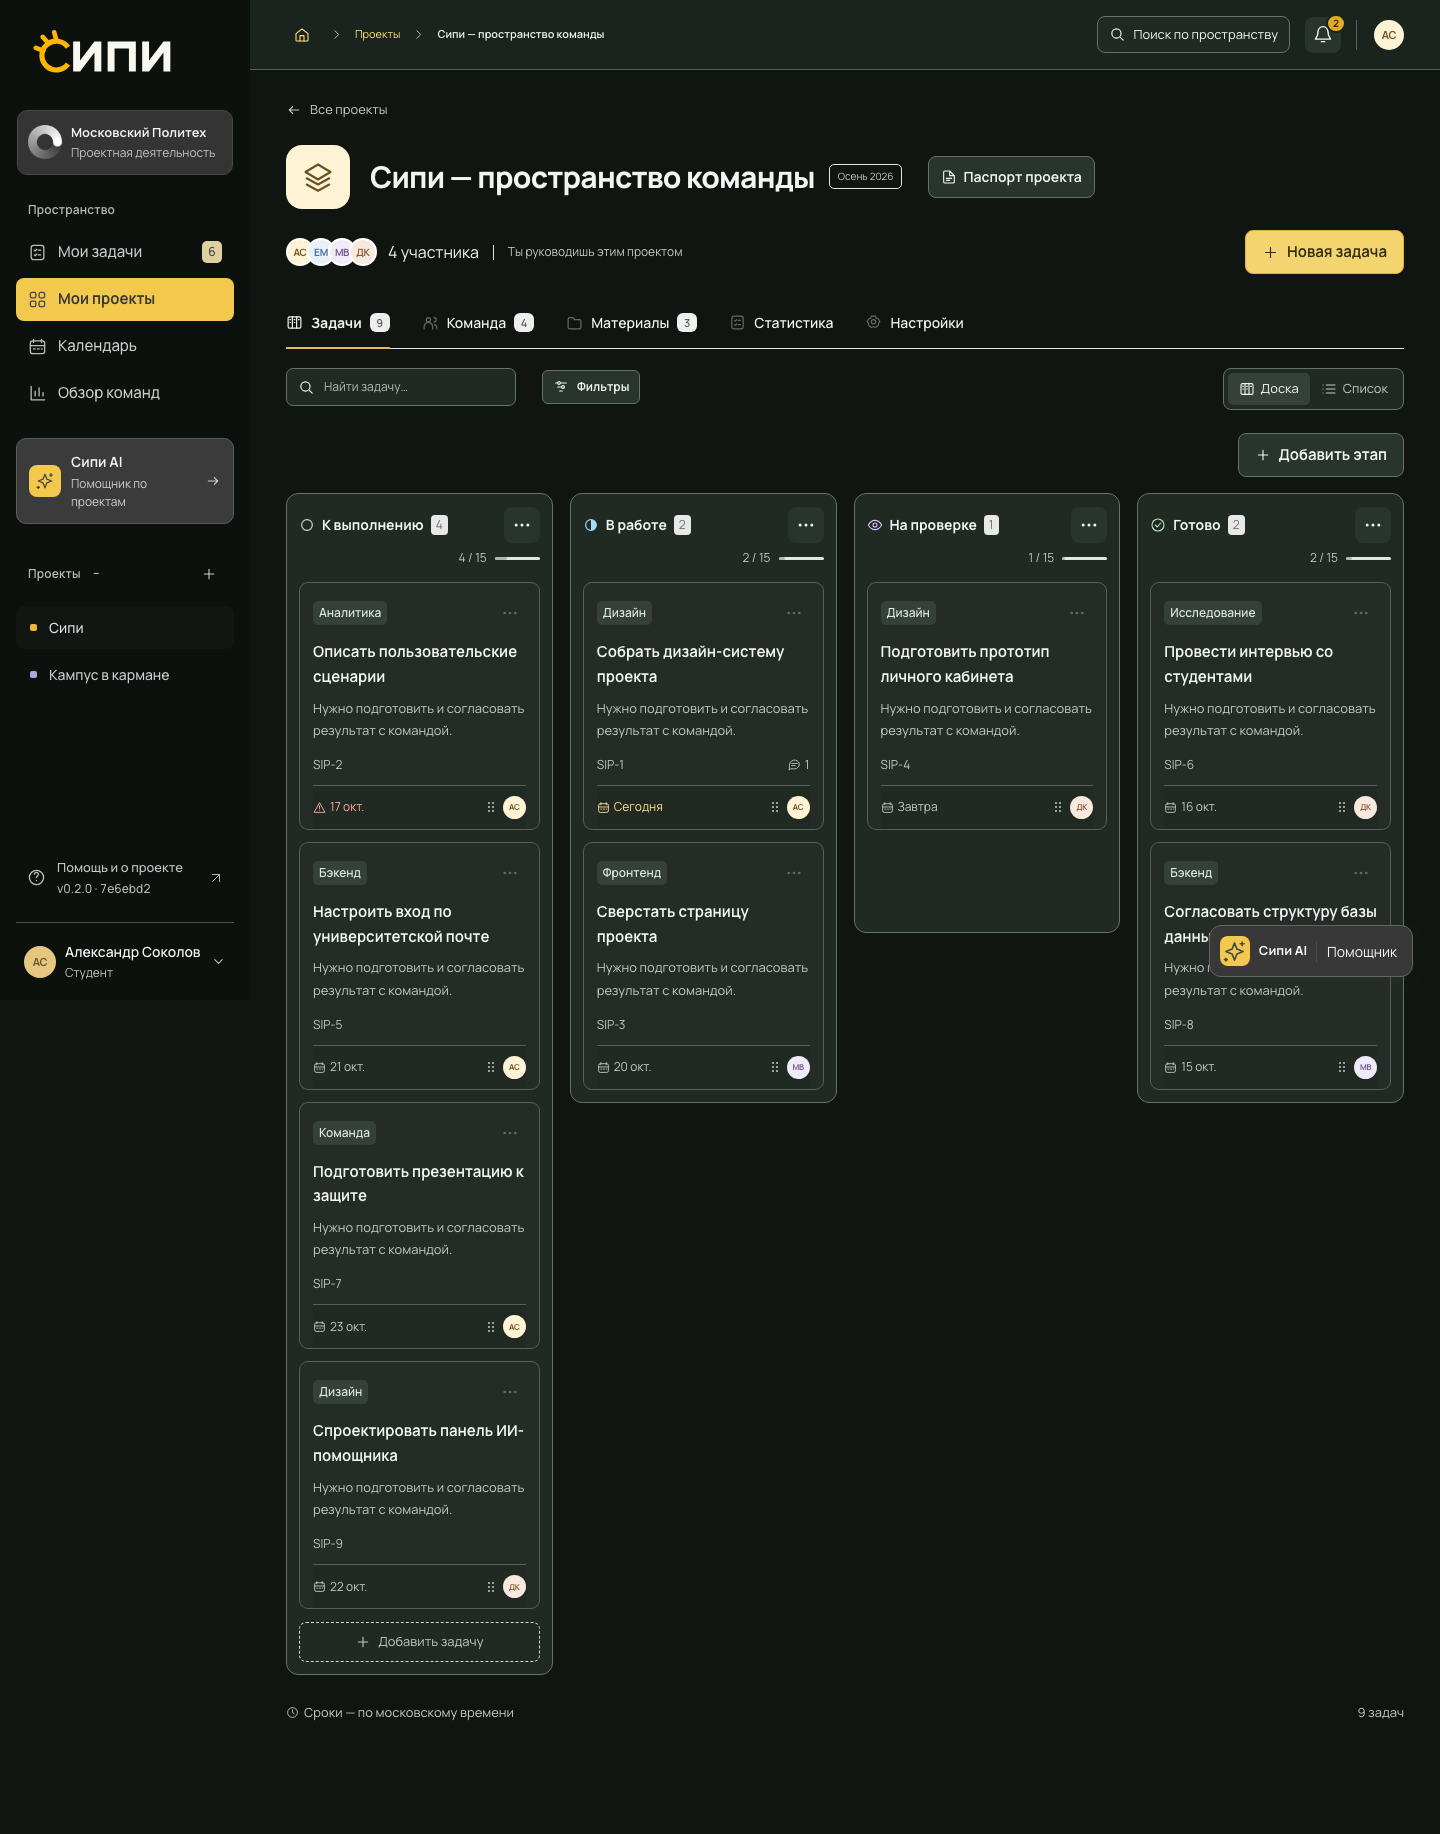 Сипи
Московский Политех
Проектная деятельность
Пространство
Мои задачи 6
Мои проекты
Календарь
Обзор команд
Сипи AI
Помощник по
проектам
Проекты –
Сипи
Кампус в кармане
Помощь и о проекте
v0.2.0 · 7e6ebd2
АС
Александр Соколов
Студент
Проекты
Сипи — пространство команды
Поиск по пространству
2
АС
Все проекты
Сипи — пространство команды
Осень 2026
Паспорт проекта
АС ЕМ МВ ДК
4 участника
Ты руководишь этим проектом
Новая задача
Задачи 9
Команда 4
Материалы 3
Статистика
Настройки
Найти задачу...
Фильтры
Доска
Список
Добавить этап
К выполнению 4
4 / 15
Аналитика
Описать пользовательские
сценарии
Нужно подготовить и согласовать
результат с командой.
SIP-2
17 окт.
АС
Бэкенд
Настроить вход по
университетской почте
Нужно подготовить и согласовать
результат с командой.
SIP-5
21 окт.
АС
Команда
Подготовить презентацию к
защите
Нужно подготовить и согласовать
результат с командой.
SIP-7
23 окт.
АС
Дизайн
Спроектировать панель ИИ-
помощника
Нужно подготовить и согласовать
результат с командой.
SIP-9
22 окт.
ДК
Добавить задачу
В работе 2
2 / 15
Дизайн
Собрать дизайн-систему
проекта
Нужно подготовить и согласовать
результат с командой.
SIP-1
1
Сегодня
АС
Фронтенд
Сверстать страницу
проекта
Нужно подготовить и согласовать
результат с командой.
SIP-3
20 окт.
МВ
На проверке 1
1 / 15
Дизайн
Подготовить прототип
личного кабинета
Нужно подготовить и согласовать
результат с командой.
SIP-4
Завтра
ДК
Готово 2
2 / 15
Исследование
Провести интервью со
студентами
Нужно подготовить и согласовать
результат с командой.
SIP-6
16 окт.
ДК
Бэкенд
Согласовать структуру базы
Нужно
результат с командой.
SIP-8
15 окт.
МВ
Сипи AI
Помощник
Сроки — по московскому времени
9 задач